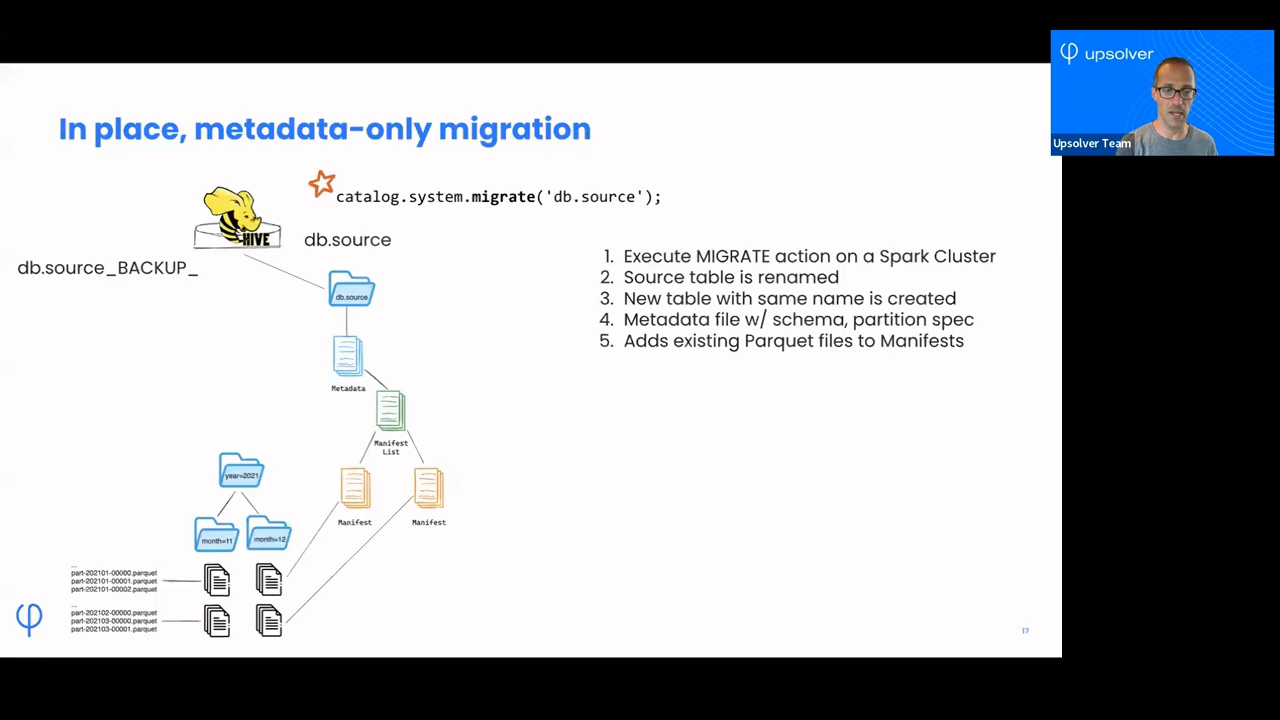 upsolver
Upsolver Team
In place, metadata-only migration
catalog.system.migrate('db.source');
HIVE
db.source
db.source_BACKUP_
db.source
1. Execute MIGRATE action on a Spark Cluster
2. Source table is renamed
3. New table with same name is created
4. Metadata file w/ schema, partition spec
5. Adds existing Parquet files to Manifests
Metadata
Manifest
List
year=2021
Manifest
Manifest
month=11
month=12
...
part-202101-00000.parquet
part-202101-00001.parquet
part-202101-00002.parquet
...
part-202102-00000.parquet
part-202103-00000.parquet
part-202103-00001.parquet
17